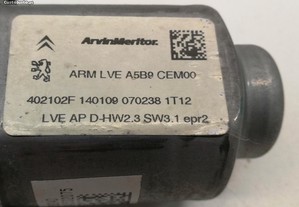 ArvinMeritor.
ARM LVE A5B9 CEM00
402102F 140109 070238 1T12
LVE AP D-HW2.3 SW3.1 epr2